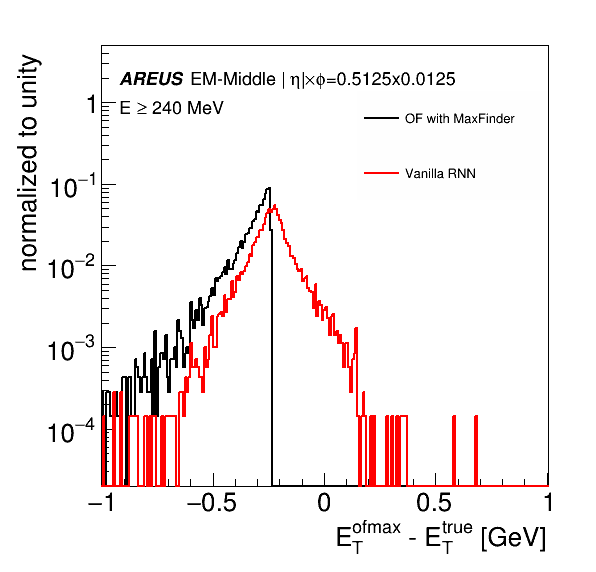 normalized to unity
AREUS EM-Middle | η|×ϕ=0.5125x0.0125
E ≥ 240 MeV
OF with MaxFinder
Vanilla RNN
1
10⁻¹
10⁻²
10⁻³
10⁻⁴
−1 −0.5 0 0.5 1
E_T^ofmax - E_T^true [GeV]